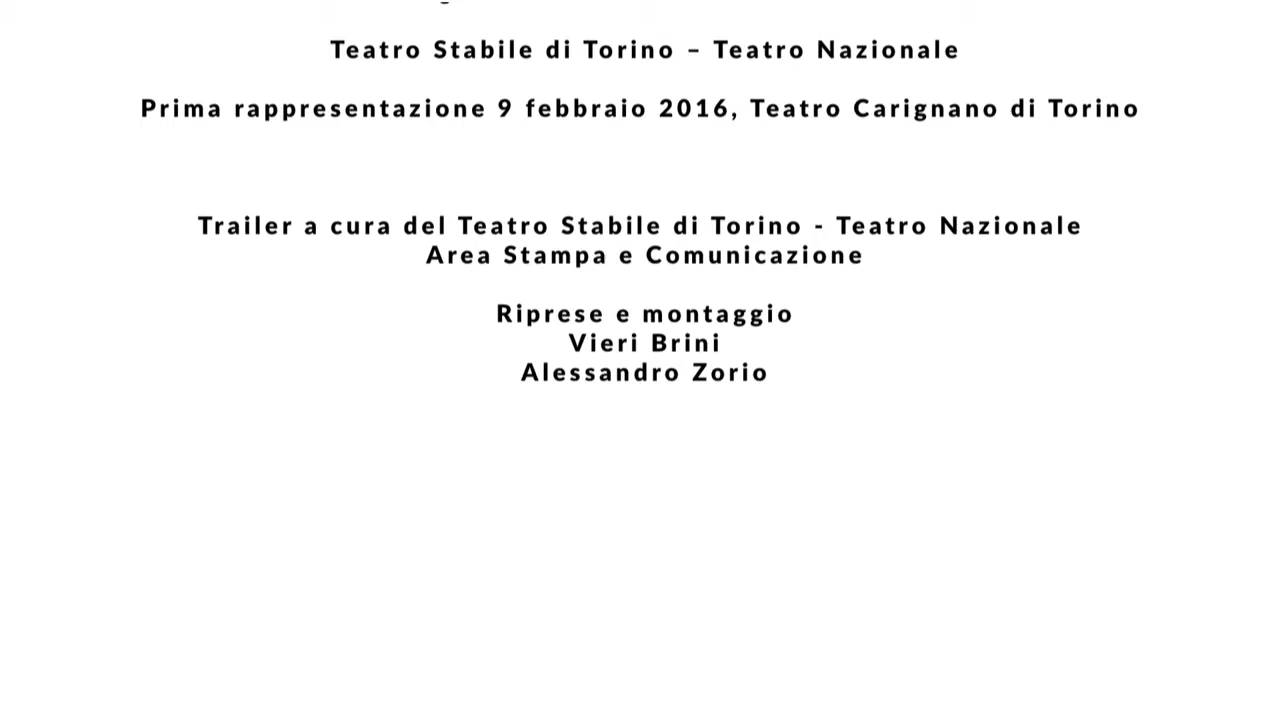 Teatro Stabile di Torino – Teatro Nazionale
Prima rappresentazione 9 febbraio 2016, Teatro Carignano di Torino
Trailer a cura del Teatro Stabile di Torino - Teatro Nazionale
Area Stampa e Comunicazione
Riprese e montaggio
Vieri Brini
Alessandro Zorio